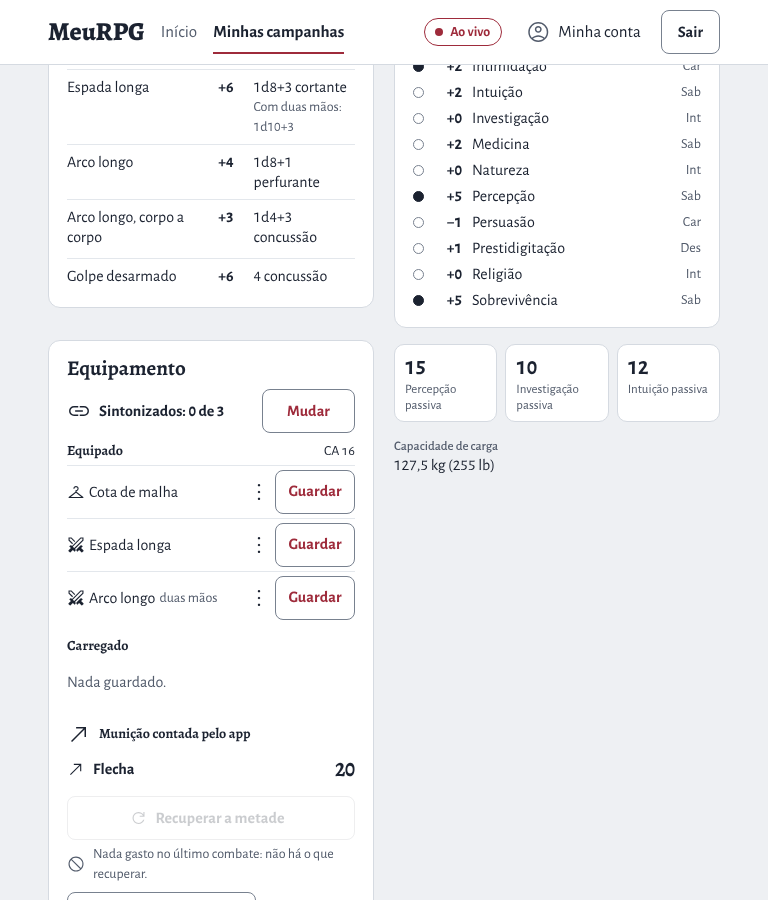 MeuRPG
Início
Minhas campanhas
Ao vivo
Minha conta
Sair
Espada longa
+6
1d8+3 cortante
Com duas mãos:
1d10+3
Arco longo
+4
1d8+1
perfurante
Arco longo, corpo a
corpo
+3
1d4+3
concussão
Golpe desarmado
+6
4 concussão
Equipamento
Sintonizados: 0 de 3
Mudar
Equipado
CA 16
Cota de malha
Guardar
Espada longa
Guardar
Arco longo duas mãos
Guardar
Carregado
Nada guardado.
Munição contada pelo app
Flecha
20
Recuperar a metade
Nada gasto no último combate: não há o que
recuperar.
+2 Intimidação Car
+2 Intuição Sab
+0 Investigação Int
+2 Medicina Sab
+0 Natureza Int
+5 Percepção Sab
−1 Persuasão Car
+1 Prestidigitação Des
+0 Religião Int
+5 Sobrevivência Sab
15
Percepção
passiva
10
Investigação
passiva
12
Intuição passiva
Capacidade de carga
127,5 kg (255 lb)